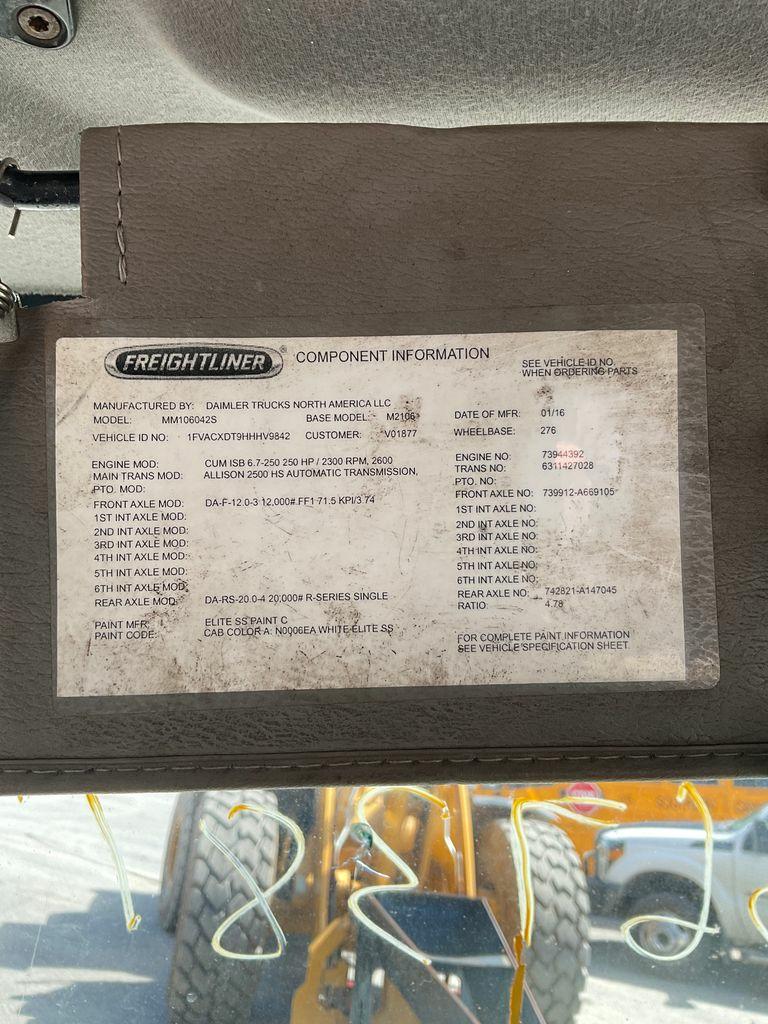 FREIGHTLINER® COMPONENT INFORMATION
SEE VEHICLE ID NO.
WHEN ORDERING PARTS
MANUFACTURED BY: DAIMLER TRUCKS NORTH AMERICA LLC
MODEL: MM106042S BASE MODEL: M2106 DATE OF MFR: 01/16
VEHICLE ID NO: 1FVACXDT9HHHV9842 CUSTOMER: V01877 WHEELBASE: 276
ENGINE MOD: CUM ISB 6.7-250 250 HP / 2300 RPM, 2600 ENGINE NO: 73944392
MAIN TRANS MOD: ALLISON 2500 HS AUTOMATIC TRANSMISSION, TRANS NO: 6311427028
PTO. MOD: PTO. NO:
FRONT AXLE MOD: DA-F-12.0-3 12,000# FF1 71.5 KPI/3.74 FRONT AXLE NO: 739912-A669105
1ST INT AXLE MOD: 1ST INT AXLE NO:
2ND INT AXLE MOD: 2ND INT AXLE NO:
3RD INT AXLE MOD: 3RD INT AXLE NO:
4TH INT AXLE MOD: 4TH INT AXLE NO:
5TH INT AXLE MOD: 5TH INT AXLE NO:
6TH INT AXLE MOD: 6TH INT AXLE NO:
REAR AXLE MOD: DA-RS-20.0-4 20,000# R-SERIES SINGLE REAR AXLE NO: 742821-A147045
RATIO: 4.78
PAINT MFR: ELITE SS PAINT C
PAINT CODE: CAB COLOR A: N0006EA WHITE ELITE SS
FOR COMPLETE PAINT INFORMATION
SEE VEHICLE SPECIFICATION SHEET